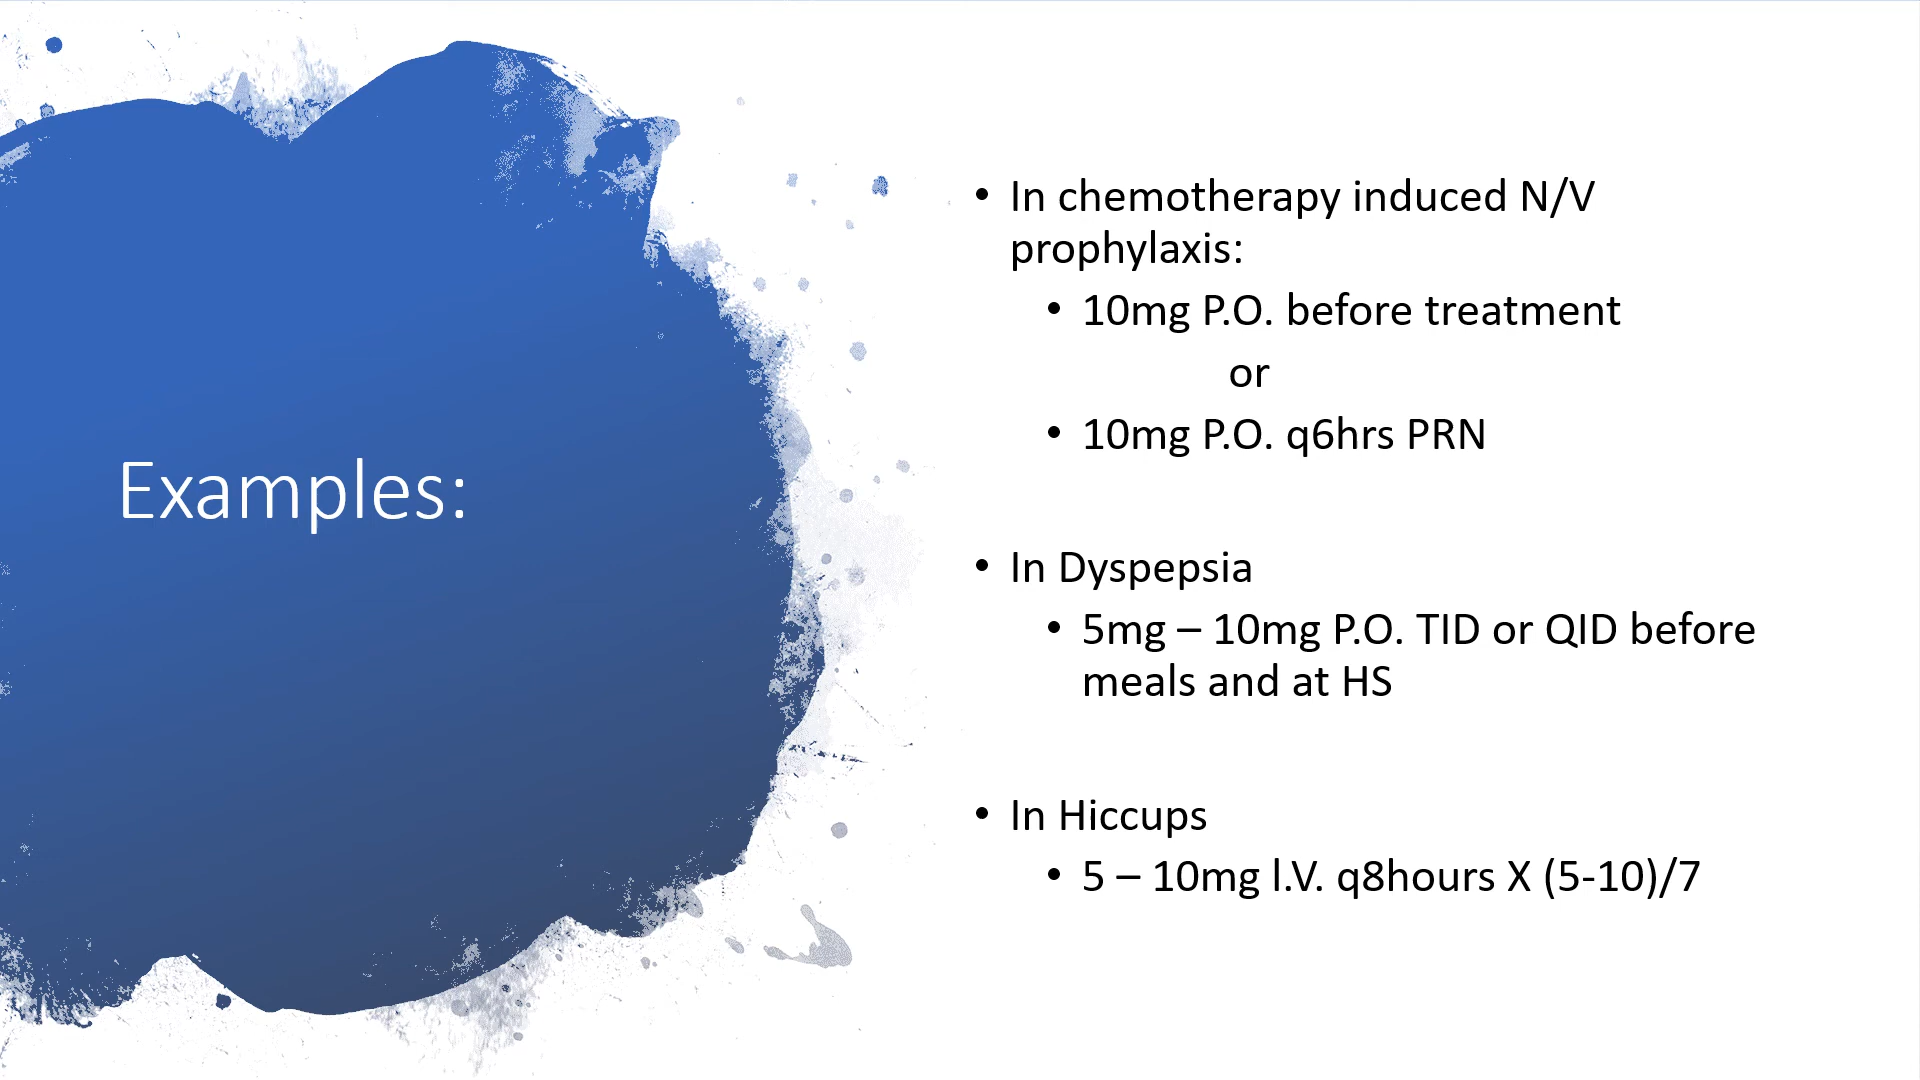 Examples:
• In chemotherapy induced N/V
prophylaxis:
• 10mg P.O. before treatment
or
• 10mg P.O. q6hrs PRN
• In Dyspepsia
• 5mg – 10mg P.O. TID or QID before
meals and at HS
• In Hiccups
• 5 – 10mg l.V. q8hours X (5-10)/7